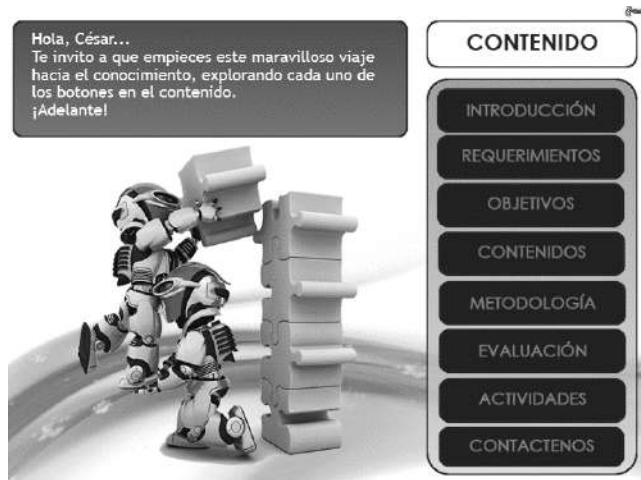 Hola, César...
Te invito a que empieces este maravilloso viaje
hacia el conocimiento, explorando cada uno de
los botones en el contenido.
¡Adelante!
CONTENIDO
INTRODUCCIÓN
REQUERIMIENTOS
OBJETIVOS
CONTENIDOS
METODOLOGÍA
EVALUACIÓN
ACTIVIDADES
CONTACTENOS